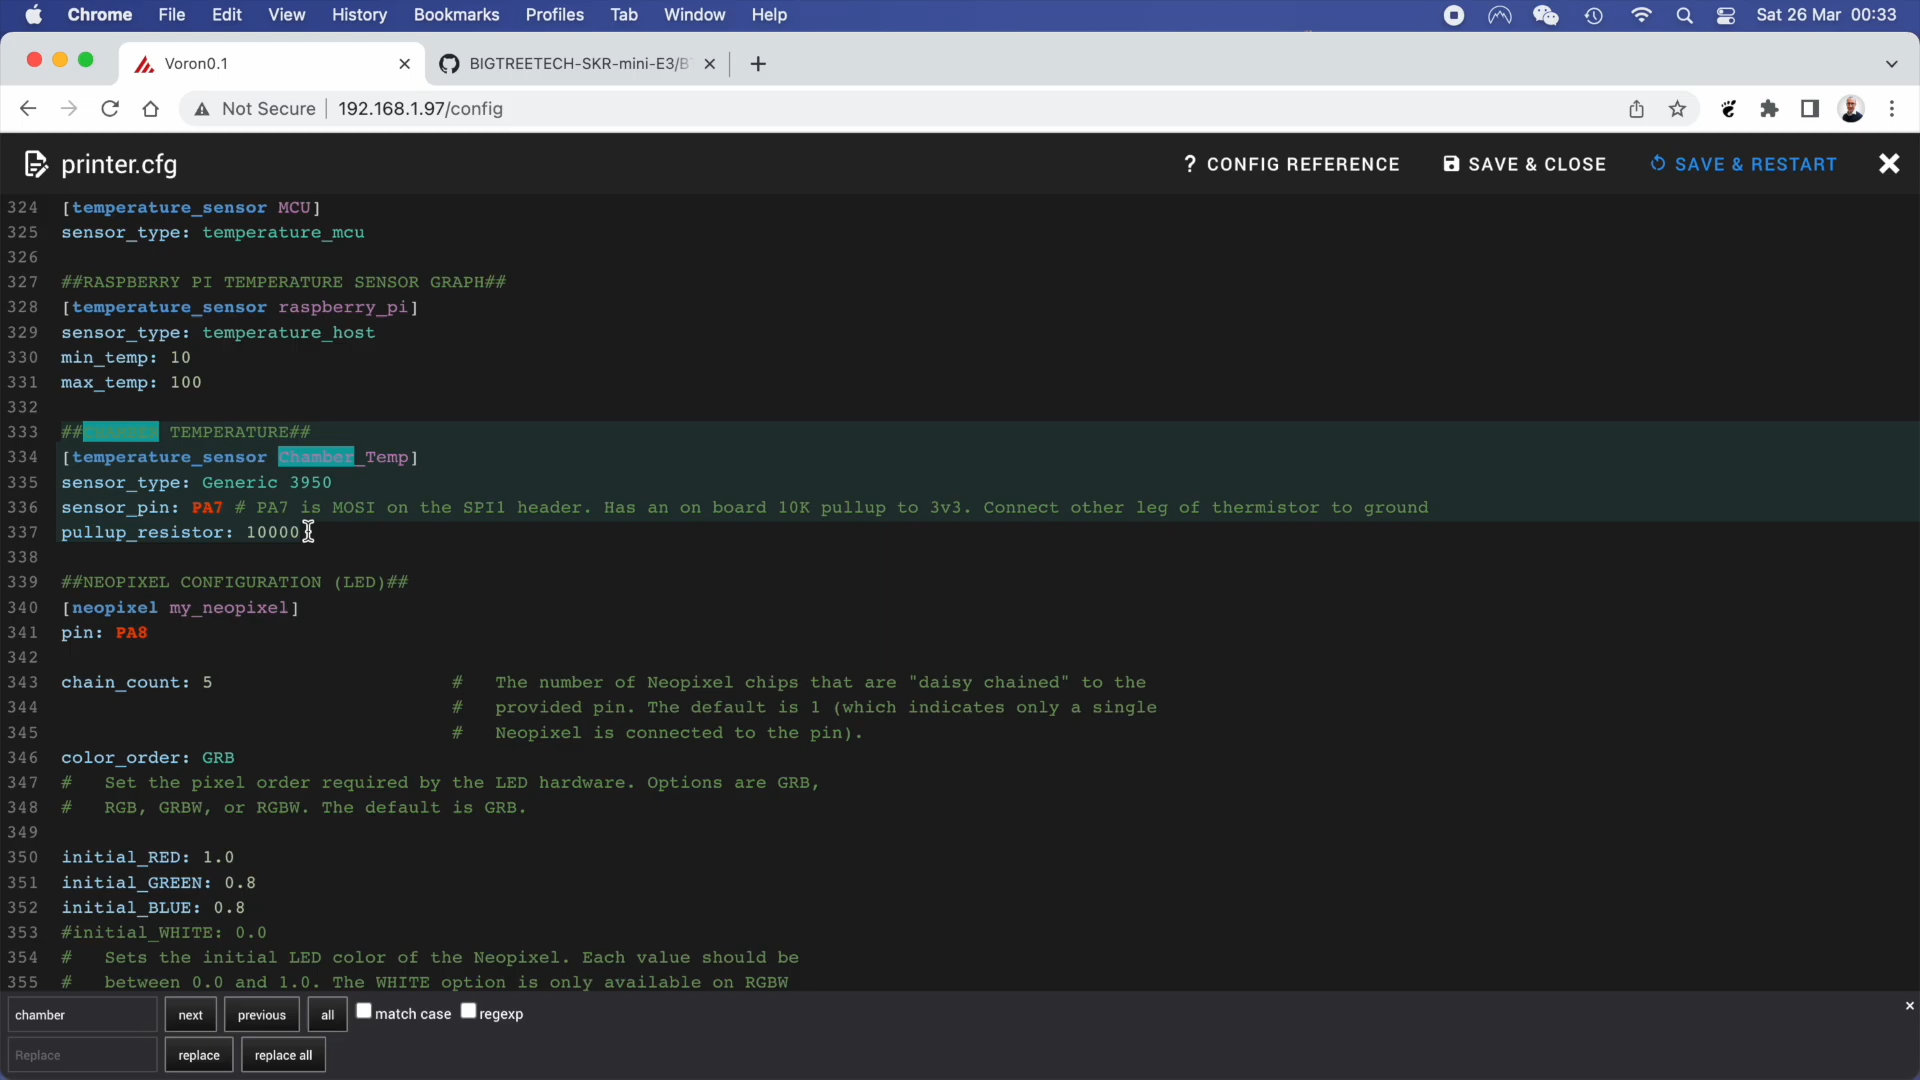 Chrome File Edit View History Bookmarks Profiles Tab Window Help Sat 26 Mar 00:33
Voron0.1 BIGTREETECH-SKR-mini-E3/B
Not Secure 192.168.1.97/config
printer.cfg ? CONFIG REFERENCE SAVE & CLOSE SAVE & RESTART
324 [temperature_sensor MCU]
325 sensor_type: temperature_mcu
326
327 ##RASPBERRY PI TEMPERATURE SENSOR GRAPH##
328 [temperature_sensor raspberry_pi]
329 sensor_type: temperature_host
330 min_temp: 10
331 max_temp: 100
332
333 ## TEMPERATURE##
334 [temperature_sensor Chamber_Temp]
335 sensor_type: Generic 3950
336 sensor_pin: PA7 # PA7 is MOSI on the SPI1 header. Has an on board 10K pullup to 3v3. Connect other leg of thermistor to ground
337 pullup_resistor: 10000
338
339 ##NEOPIXEL CONFIGURATION (LED)##
340 [neopixel my_neopixel]
341 pin: PA8
342
343 chain_count: 5 # The number of Neopixel chips that are "daisy chained" to the
344 # provided pin. The default is 1 (which indicates only a single
345 # Neopixel is connected to the pin).
346 color_order: GRB
347 # Set the pixel order required by the LED hardware. Options are GRB,
348 # RGB, GRBW, or RGBW. The default is GRB.
349
350 initial_RED: 1.0
351 initial_GREEN: 0.8
352 initial_BLUE: 0.8
353 #initial_WHITE: 0.0
354 # Sets the initial LED color of the Neopixel. Each value should be
355 # between 0.0 and 1.0. The WHITE option is only available on RGBW
chamber next previous all match case regexp
Replace replace replace all